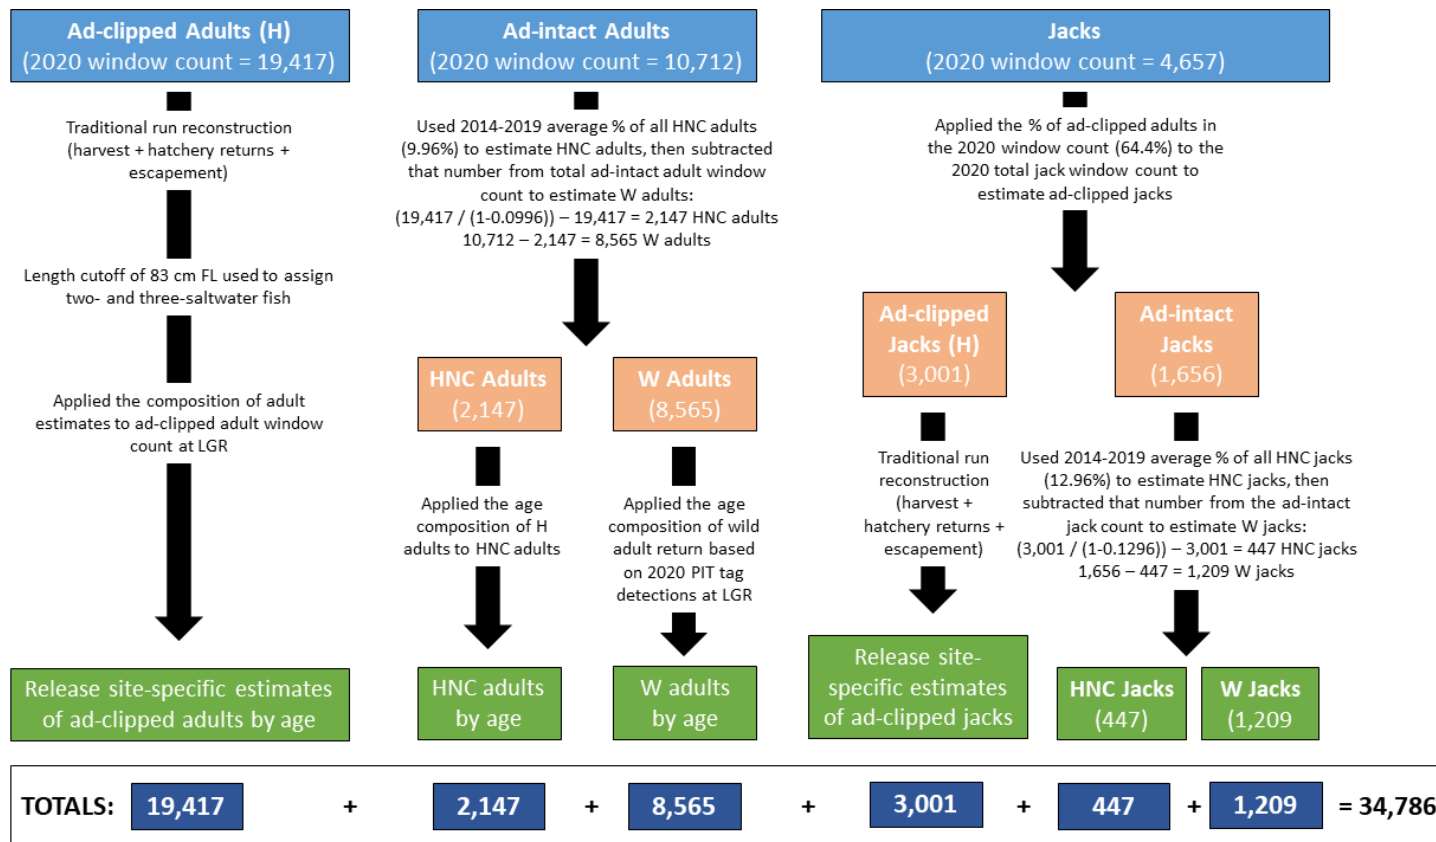 Ad-clipped Adults (H)
(2020 window count = 19,417)
Traditional run reconstruction
(harvest + hatchery returns +
escapement)
Length cutoff of 83 cm FL used to assign
two- and three-saltwater fish
Applied the composition of adult
estimates to ad-clipped adult window
count at LGR
Release site-specific estimates
of ad-clipped adults by age
Ad-intact Adults
(2020 window count = 10,712)
Used 2014-2019 average % of all HNC adults
(9.96%) to estimate HNC adults, then subtracted
that number from total ad-intact adult window
count to estimate W adults:
(19,417 / (1-0.0996)) – 19,417 = 2,147 HNC adults
10,712 – 2,147 = 8,565 W adults
HNC Adults
(2,147)
Applied the age
composition of H
adults to HNC adults
HNC adults
by age
W Adults
(8,565)
Applied the age
composition of wild
adult return based
on 2020 PIT tag
detections at LGR
W adults
by age
Jacks
(2020 window count = 4,657)
Applied the % of ad-clipped adults in
the 2020 window count (64.4%) to the
2020 total jack window count to
estimate ad-clipped jacks
Ad-clipped
Jacks (H)
(3,001)
Traditional run
reconstruction
(harvest +
hatchery returns +
escapement)
Release site-
specific estimates
of ad-clipped jacks
Ad-intact
Jacks
(1,656)
Used 2014-2019 average % of all HNC jacks
(12.96%) to estimate HNC jacks, then
subtracted that number from the ad-intact
jack count to estimate W jacks:
(3,001 / (1-0.1296)) – 3,001 = 447 HNC jacks
1,656 – 447 = 1,209 W jacks
HNC Jacks
(447)
W Jacks
(1,209
TOTALS: 19,417 + 2,147 + 8,565 + 3,001 + 447 + 1,209 = 34,786